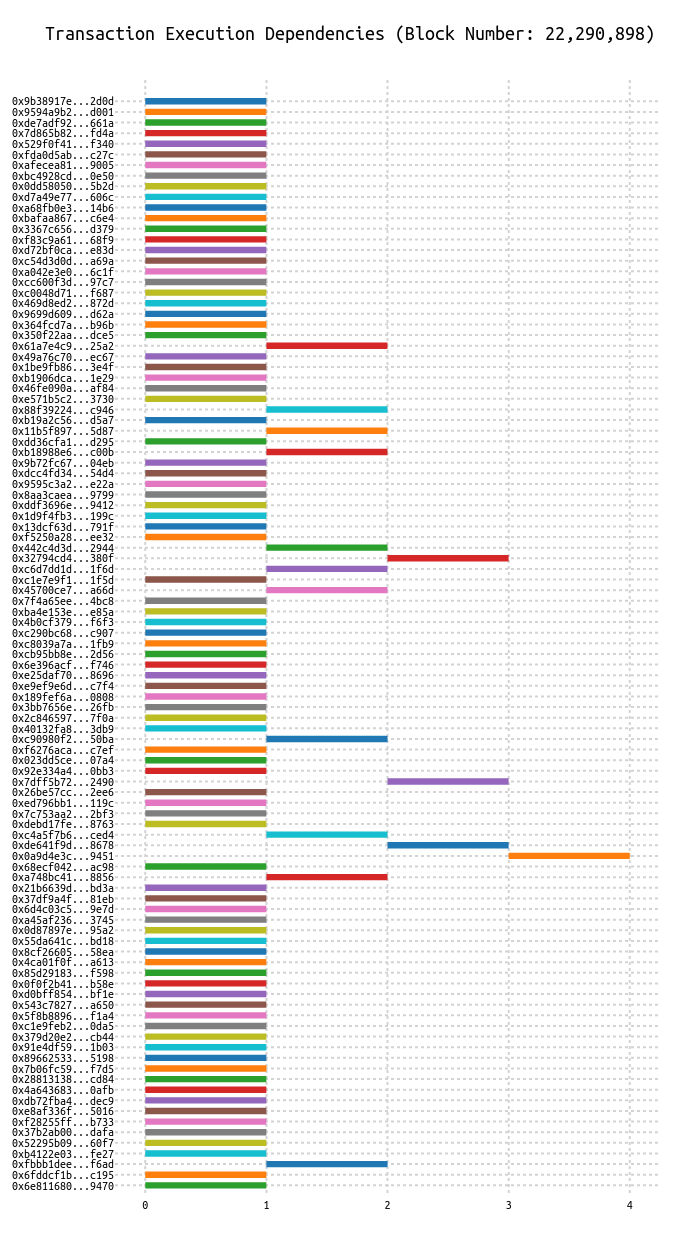 Transaction Execution Dependencies (Block Number: 22,290,898)
0x9b38917e...2d0d
0x9594a9b2...d001
0xde7adf92...661a
0x7d865b82...fd4a
0x529f0f41...f340
0xfda0d5ab...c27c
0xafecea81...9005
0xbc4928cd...0e50
0x0dd58050...5b2d
0xd7a49e77...606c
0xa68fb0e3...14b6
0xbafaa867...c6e4
0x3367c656...d379
0xf83c9a61...68f9
0xd72bf0ca...e83d
0xc54d3d0d...a69a
0xa042e3e0...6c1f
0xcc600f3d...97c7
0xc0048d71...f687
0x469d8ed2...872d
0x9699d609...d62a
0x364fcd7a...b96b
0x350f22aa...dce5
0x61a7e4c9...25a2
0x49a76c70...ec67
0x1be9fb86...3e4f
0xb1906dca...1e29
0x46fe090a...af84
0xe571b5c2...3730
0x88f39224...c946
0xb19a2c56...d5a7
0x11b5f897...5d87
0xdd36cfa1...d295
0xb18988e6...c00b
0x9b72fc67...04eb
0xdcc4fd34...54d4
0x9595c3a2...e22a
0x8aa3caea...9799
0xddf3696e...9412
0x1d9f4fb3...199c
0x13dcf63d...791f
0xf5250a28...ee32
0x442c4d3d...2944
0x32794cd4...380f
0xc6d7dd1d...1f6d
0xc1e7e9f1...1f5d
0x45700ce7...a66d
0x7f4a65ee...4bc8
0xba4e153e...e85a
0x4b0cf379...f6f3
0xc290bc68...c907
0xc8039a7a...1fb9
0xcb95bb8e...2d56
0x6e396acf...f746
0xe25daf70...8696
0xe9ef9e6d...c7f4
0x189fef6a...0808
0x3bb7656e...26fb
0x2c846597...7f0a
0x40132fa8...3db9
0xc90980f2...50ba
0xf6276aca...c7ef
0x023dd5ce...07a4
0x92e334a4...0bb3
0x7dff5b72...2490
0x26be57cc...2ee6
0xed796bb1...119c
0x7c753aa2...2bf3
0xdebd17fe...8763
0xc4a5f7b6...ced4
0xde641f9d...8678
0x0a9d4e3c...9451
0x68ecf042...ac98
0xa748bc41...8856
0x21b6639d...bd3a
0x37df9a4f...81eb
0x6d4c03c5...9e7d
0xa45af236...3745
0x0d87897e...95a2
0x55da641c...bd18
0x8cf26605...58ea
0x4ca01f0f...a613
0x85d29183...f598
0x0f0f2b41...b58e
0xd0bff854...bf1e
0x543c7827...a650
0x5f8b8896...f1a4
0xc1e9feb2...0da5
0x379d20e2...cb44
0x91e4df59...1b03
0x89662533...5198
0x7b06fc59...f7d5
0x28813138...cd84
0x4a643683...0afb
0xdb72fba4...dec9
0xe8af336f...5016
0xf28255ff...b733
0x37b2ab00...dafa
0x52295b09...60f7
0xb4122e03...fe27
0xfbbb1dee...f6ad
0x6fddcf1b...c195
0x6e811680...9470
0 1 2 3 4